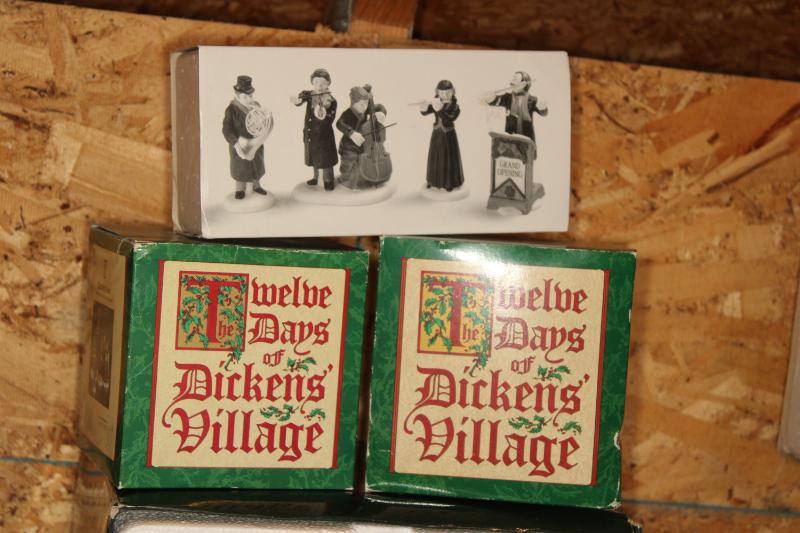 GRAND
OPENING
The Twelve
Days
of
Dickens'
Village
The Twelve
Days
of
Dickens'
Village